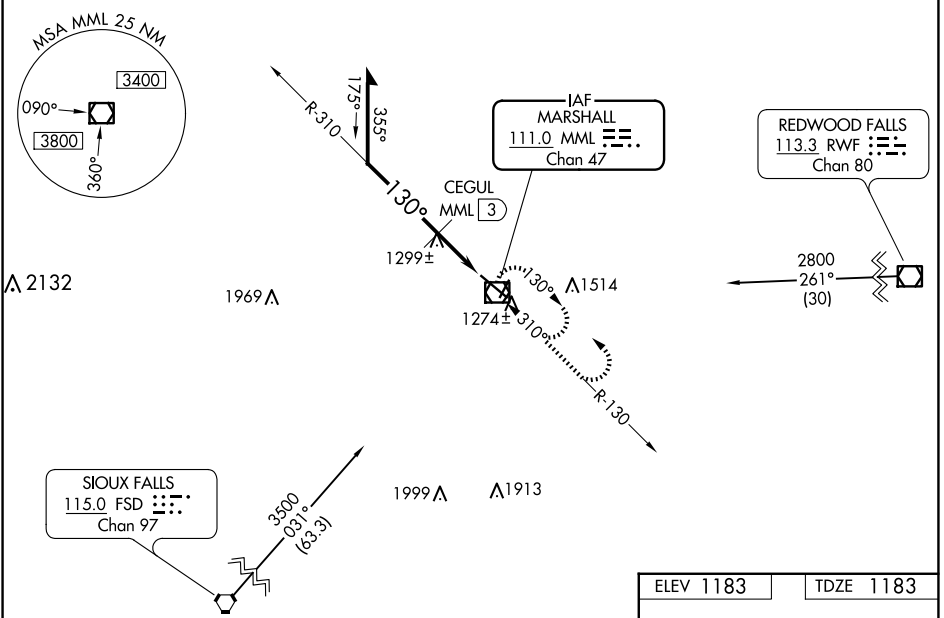 MSA MML 25 NM
3400
090°
3800
360°
R-310
175°
355°
130°
CEGUL
MML 3
1299±
IAF
MARSHALL
111.0 MML
Chan 47
REDWOOD FALLS
113.3 RWF
Chan 80
2800
261°
(30)
2132
1969
130°
1514
1274±
310°
R-130
SIOUX FALLS
115.0 FSD
Chan 97
3500
031°
(63.3)
1999
1913
ELEV 1183
TDZE 1183